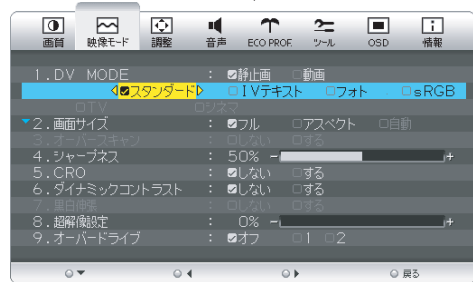 画質 映像モード 調整 音声 ECO PROF. ツール OSD 情報
1.DV MODE : ☑静止画 □動画
☑スタンダード □TVテキスト □フォト □sRGB
□TV □シネマ
2.画面サイズ : ☑フル □アスペクト □自動
3.オーバースキャン : □しない □する
4.シャープネス : 50% − +
5.CRO : ☑しない □する
6.ダイナミックコントラスト : ☑しない □する
7.黒白伸張 : □しない □する
8.超解像設定 : 0% − +
9.オーバードライブ : ☑オフ □1 □2
戻る